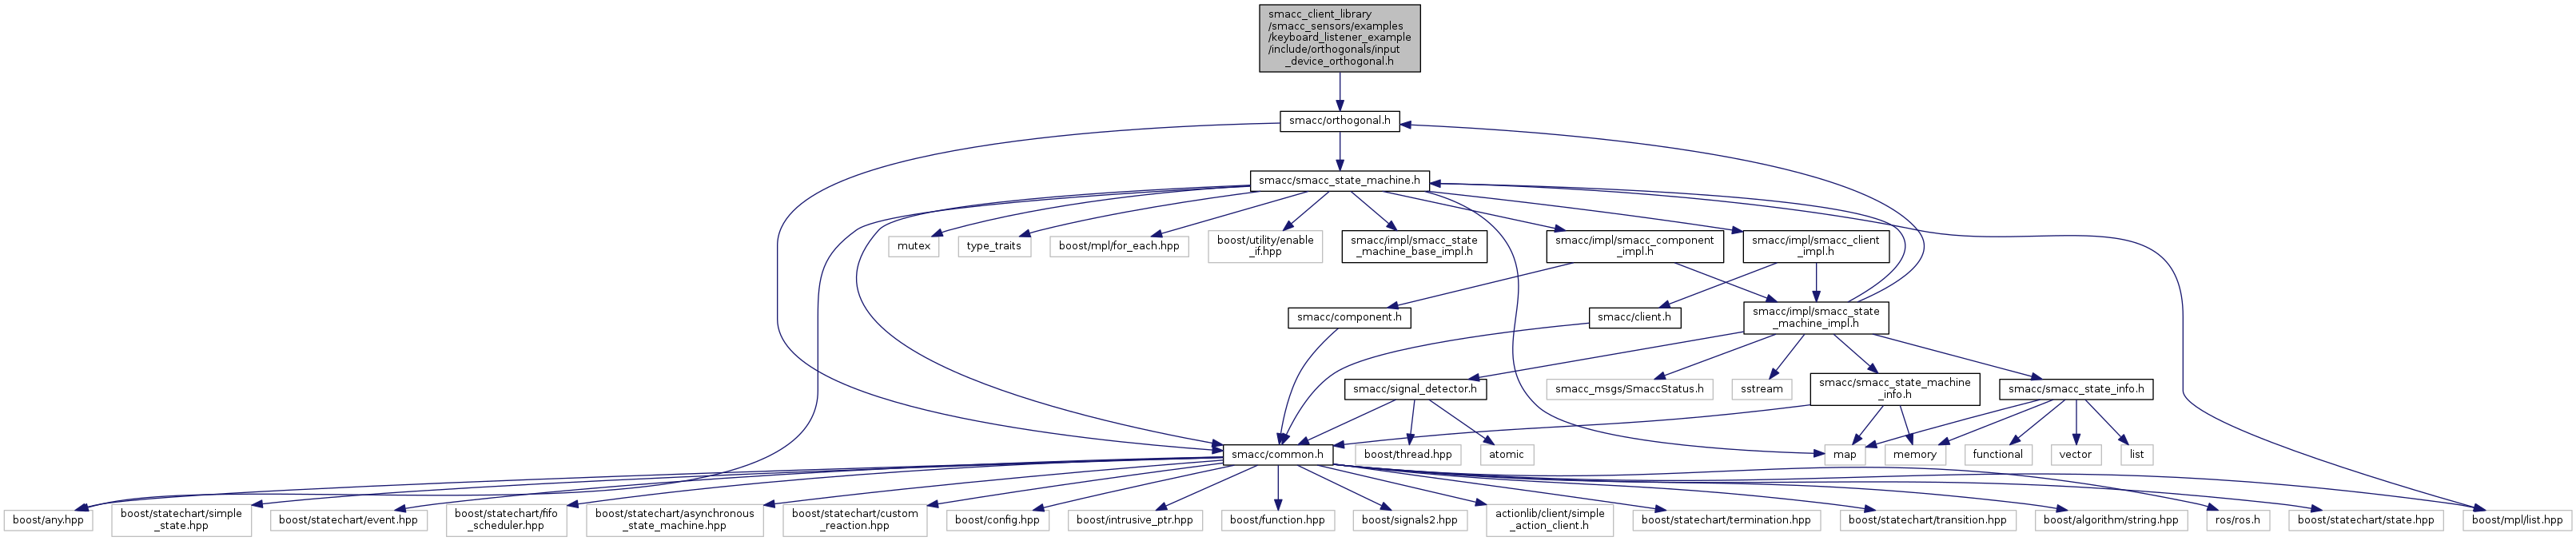 smacc_client_library
/smacc_sensors/examples
/keyboard_listener_example
/include/orthogonals/input
_device_orthogonal.h
smacc/orthogonal.h
smacc/smacc_state_machine.h
mutex
type_traits
boost/mpl/for_each.hpp
boost/utility/enable
_if.hpp
smacc/impl/smacc_state
_machine_base_impl.h
smacc/impl/smacc_component
_impl.h
smacc/impl/smacc_client
_impl.h
smacc/component.h
smacc/client.h
smacc/impl/smacc_state
_machine_impl.h
smacc/signal_detector.h
smacc_msgs/SmaccStatus.h
sstream
smacc/smacc_state_machine
_info.h
smacc/smacc_state_info.h
smacc/common.h
boost/thread.hpp
atomic
map
memory
functional
vector
list
boost/any.hpp
boost/statechart/simple
_state.hpp
boost/statechart/event.hpp
boost/statechart/fifo
_scheduler.hpp
boost/statechart/asynchronous
_state_machine.hpp
boost/statechart/custom
_reaction.hpp
boost/config.hpp
boost/intrusive_ptr.hpp
boost/function.hpp
boost/signals2.hpp
actionlib/client/simple
_action_client.h
boost/statechart/termination.hpp
boost/statechart/transition.hpp
boost/algorithm/string.hpp
ros/ros.h
boost/statechart/state.hpp
boost/mpl/list.hpp